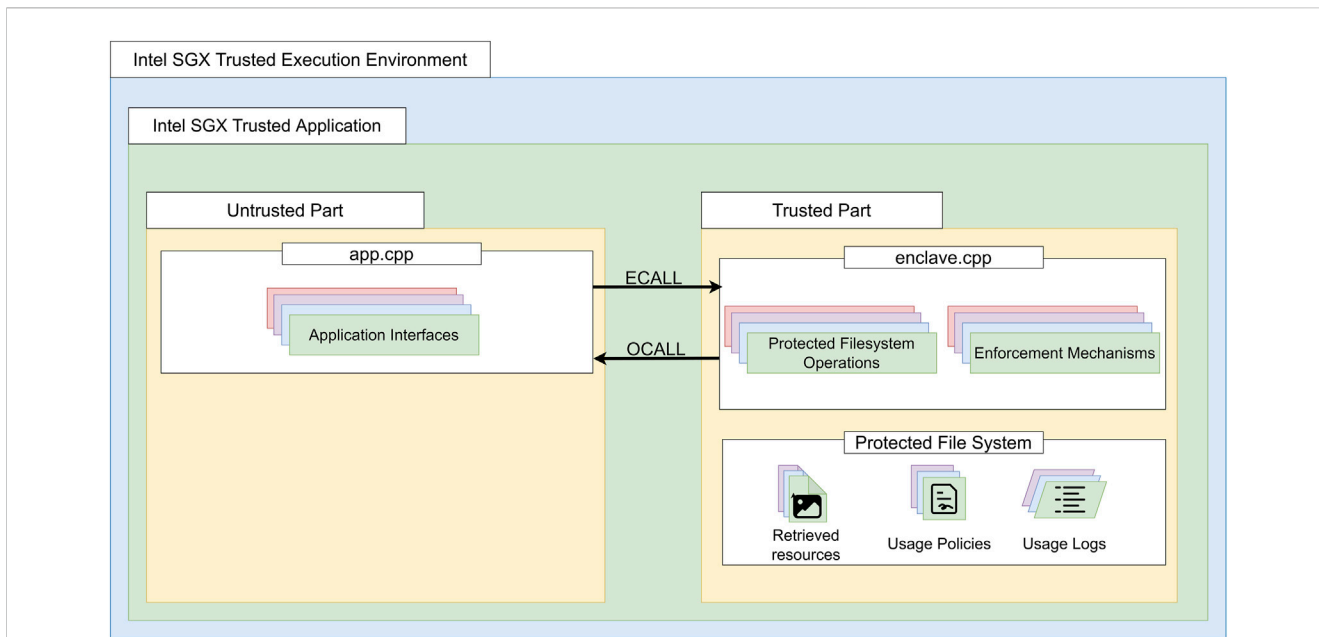 Intel SGX Trusted Execution Environment
Intel SGX Trusted Application
Untrusted Part
app.cpp
Application Interfaces
ECALL
OCALL
Trusted Part
enclave.cpp
Protected Filesystem
Operations
Enforcement Mechanisms
Protected File System
Retrieved
resources
Usage Policies
Usage Logs